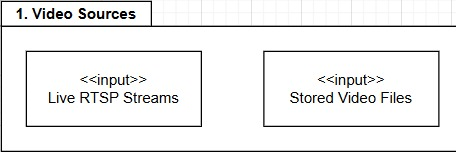 1. Video Sources
<<input>>
Live RTSP Streams
<<input>>
Stored Video Files